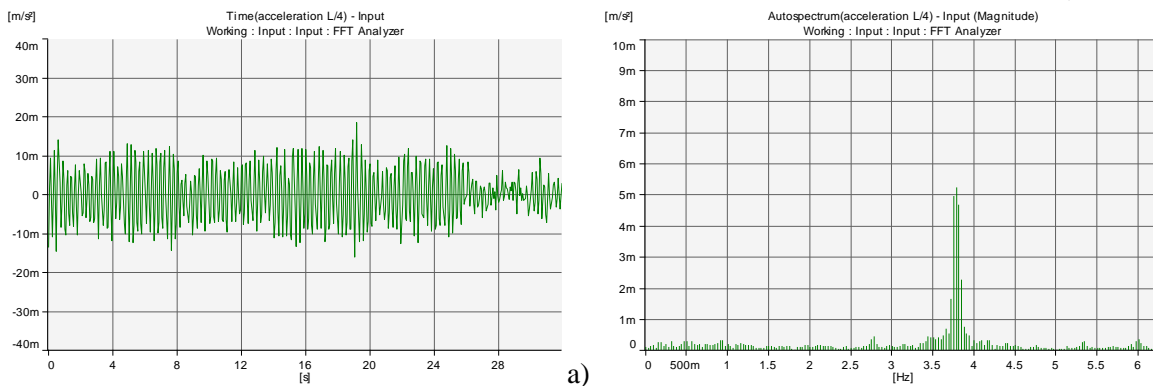 [m/s²]
Time(acceleration L/4) - Input
Working : Input : Input : FFT Analyzer
40m
30m
20m
10m
0
-10m
-20m
-30m
-40m
0 4 8 12 16 20 24 28
[s]
a)
[m/s²]
Autospectrum(acceleration L/4) - Input (Magnitude)
Working : Input : Input : FFT Analyzer
10m
9m
8m
7m
6m
5m
4m
3m
2m
1m
0
0 500m 1 1.5 2 2.5 3 3.5 4 4.5 5 5.5 6
[Hz]